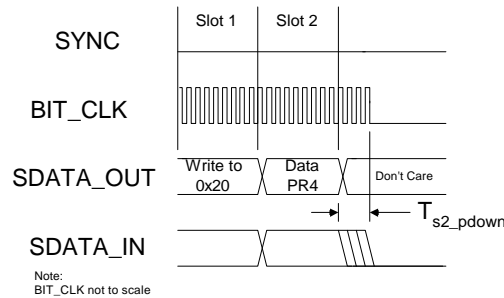 Slot 1 Slot 2
SYNC
BIT_CLK
SDATA_OUT
Write to
0x20
Data
PR4
Don't Care
Ts2_pdown
SDATA_IN
Note:
BIT_CLK not to scale